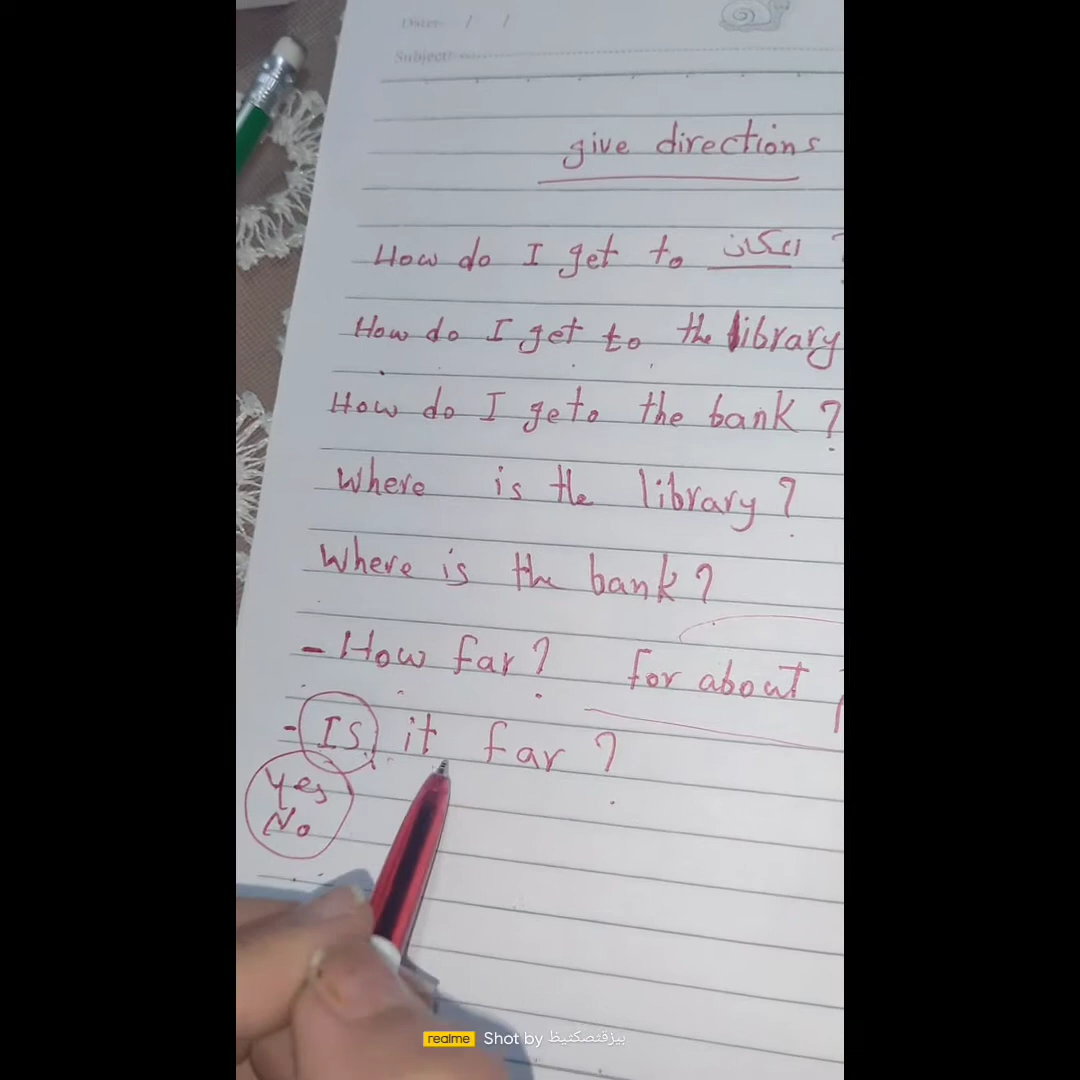 Date: / /
Subject:
give directions
How do I get to المكان ?
How do I get to the library
How do I geto the bank ?
Where is the library?
Where is the bank?
- How far? For about
- Is it far ?
Yes
No
realme Shot by